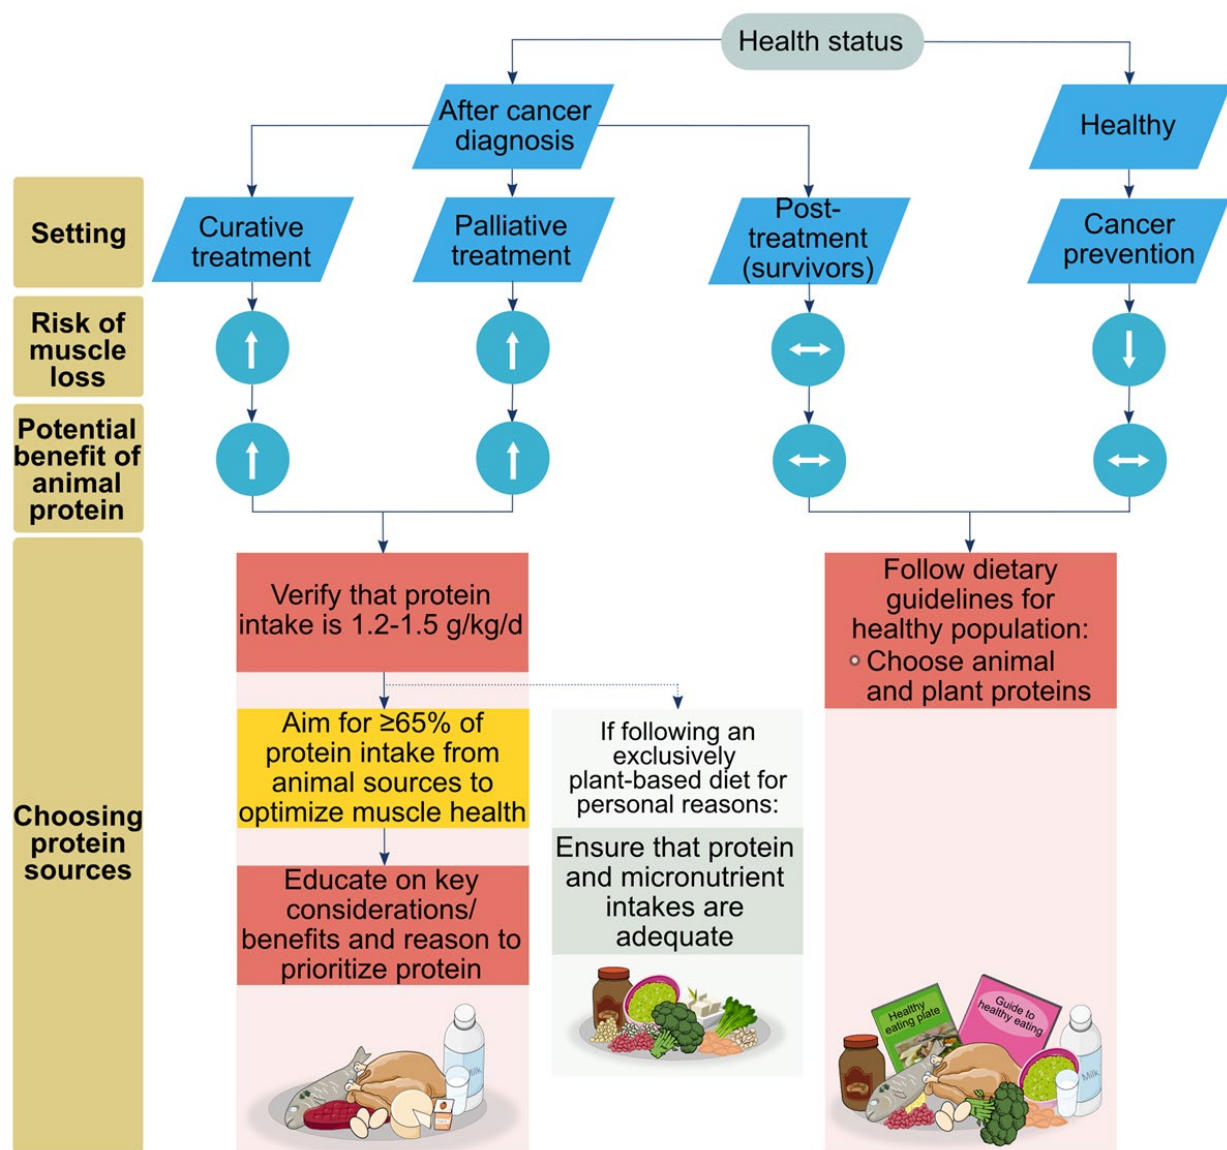 Health status
After cancer
diagnosis
Healthy
Setting
Curative
treatment
Palliative
treatment
Post-
treatment
(survivors)
Cancer
prevention
Risk of
muscle
loss
Potential
benefit of
animal
protein
Choosing
protein
sources
Verify that protein
intake is 1.2-1.5 g/kg/d
Aim for ≥65% of
protein intake from
animal sources to
optimize muscle health
Educate on key
considerations/
benefits and reason to
prioritize protein
Milk
If following an
exclusively
plant-based diet for
personal reasons:
Ensure that protein
and micronutrient
intakes are
adequate
Follow dietary
guidelines for
healthy population:
Choose animal
and plant proteins
Healthy
eating plate
Guide to
healthy eating
Milk